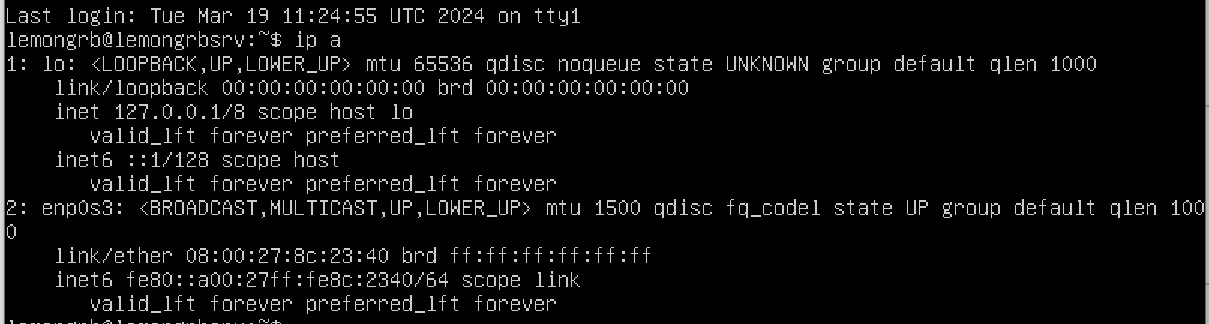 Last login: Tue Mar 19 11:24:55 UTC 2024 on tty1
lemongrb@lemongrbsrv:~$ ip a
1: lo: <LOOPBACK,UP,LOWER_UP> mtu 65536 qdisc noqueue state UNKNOWN group default qlen 1000
    link/loopback 00:00:00:00:00:00 brd 00:00:00:00:00:00
    inet 127.0.0.1/8 scope host lo
       valid_lft forever preferred_lft forever
    inet6 ::1/128 scope host
       valid_lft forever preferred_lft forever
2: enp0s3: <BROADCAST,MULTICAST,UP,LOWER_UP> mtu 1500 qdisc fq_codel state UP group default qlen 100
0
    link/ether 08:00:27:8c:23:40 brd ff:ff:ff:ff:ff:ff
    inet6 fe80::a00:27ff:fe8c:2340/64 scope link
       valid_lft forever preferred_lft forever
lemongrb@lemongrbsrv:~$